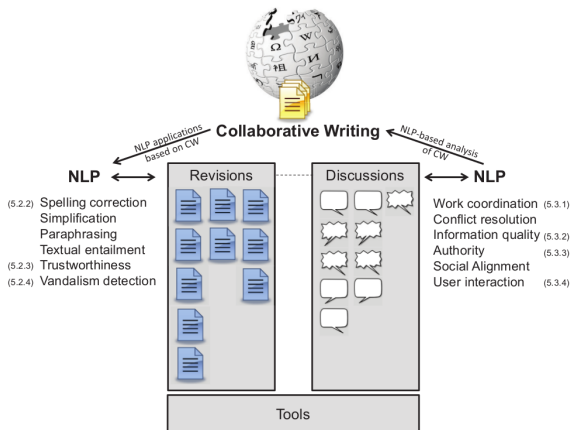 Ω
W
祖
И
NLP applications
based on CW
Collaborative Writing
NLP-based analysis
of CW
NLP
Revisions
Discussions
NLP
(5.2.2) Spelling correction
Simplification
Paraphrasing
Textual entailment
(5.2.3) Trustworthiness
(5.2.4) Vandalism detection
Work coordination (5.3.1)
Conflict resolution
Information quality (5.3.2)
Authority (5.3.3)
Social Alignment
User interaction (5.3.4)
Tools